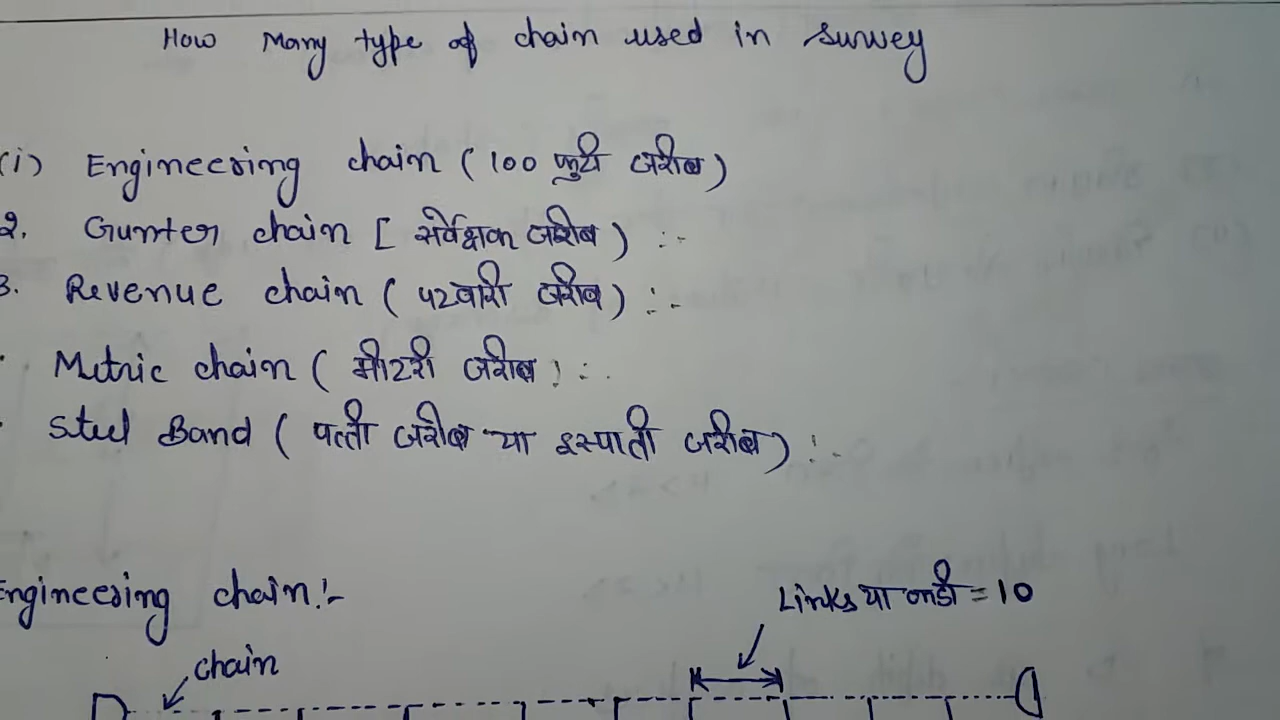 How Many type of chain used in Survey
(i) Engineering chain (100 फुटी जरीब)
2. Gunter chain [ सर्वेक्षक जरीब) :-
3. Revenue chain ( पटवारी जरीब) :-
Metric chain ( मीटरी जरीब) :-
Steel Band ( पत्ती जरीब या इस्पाती जरीब) :-
Engineering chain:-
Links या कडी = 10
chain